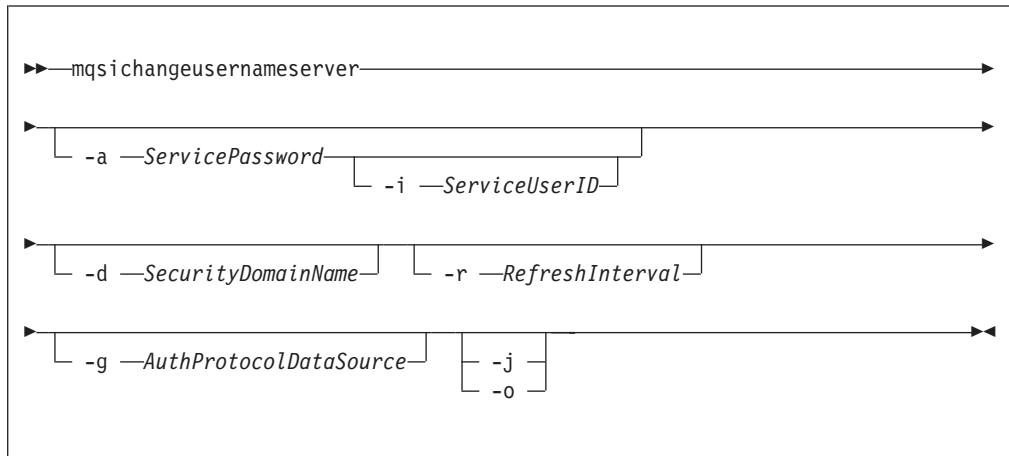 mqsichangeusernameserver
-a ServicePassword
-i ServiceUserID
-d SecurityDomainName -r RefreshInterval
-g AuthProtocolDataSource -j
-o